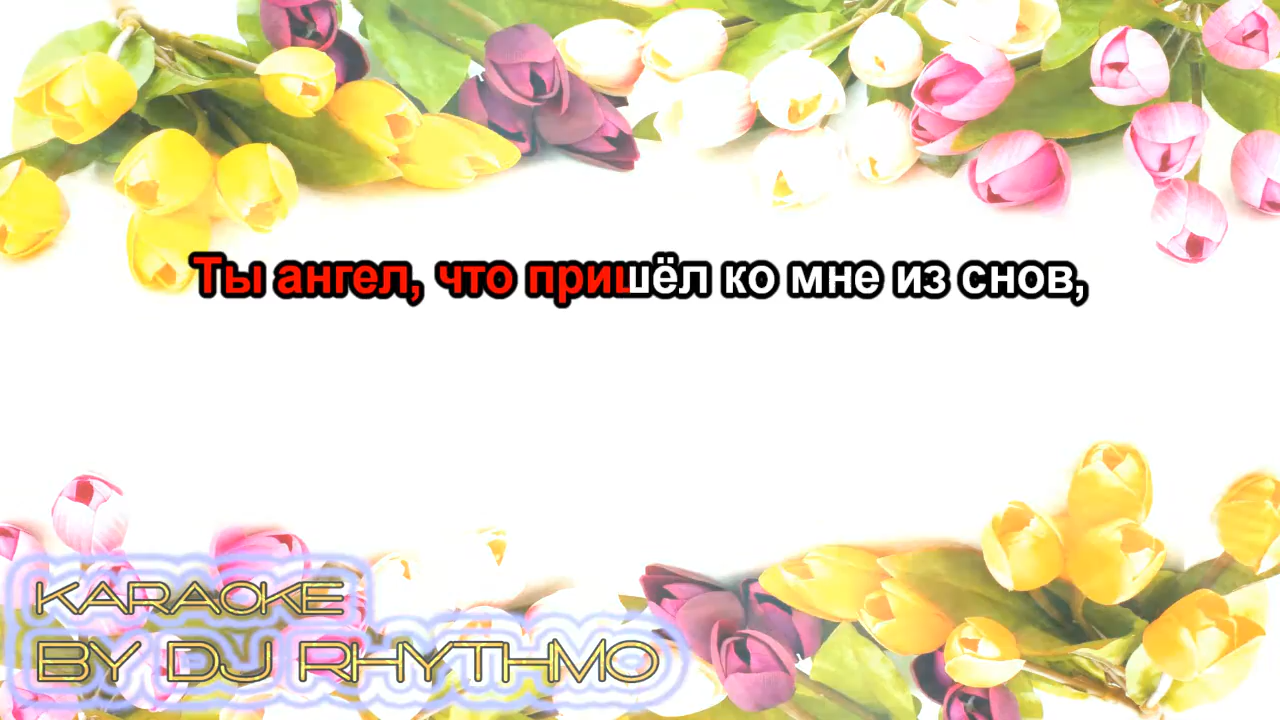 Ты ангел, что пришёл ко мне из снов,
KARAOKE
BY DJ RHYTHMO